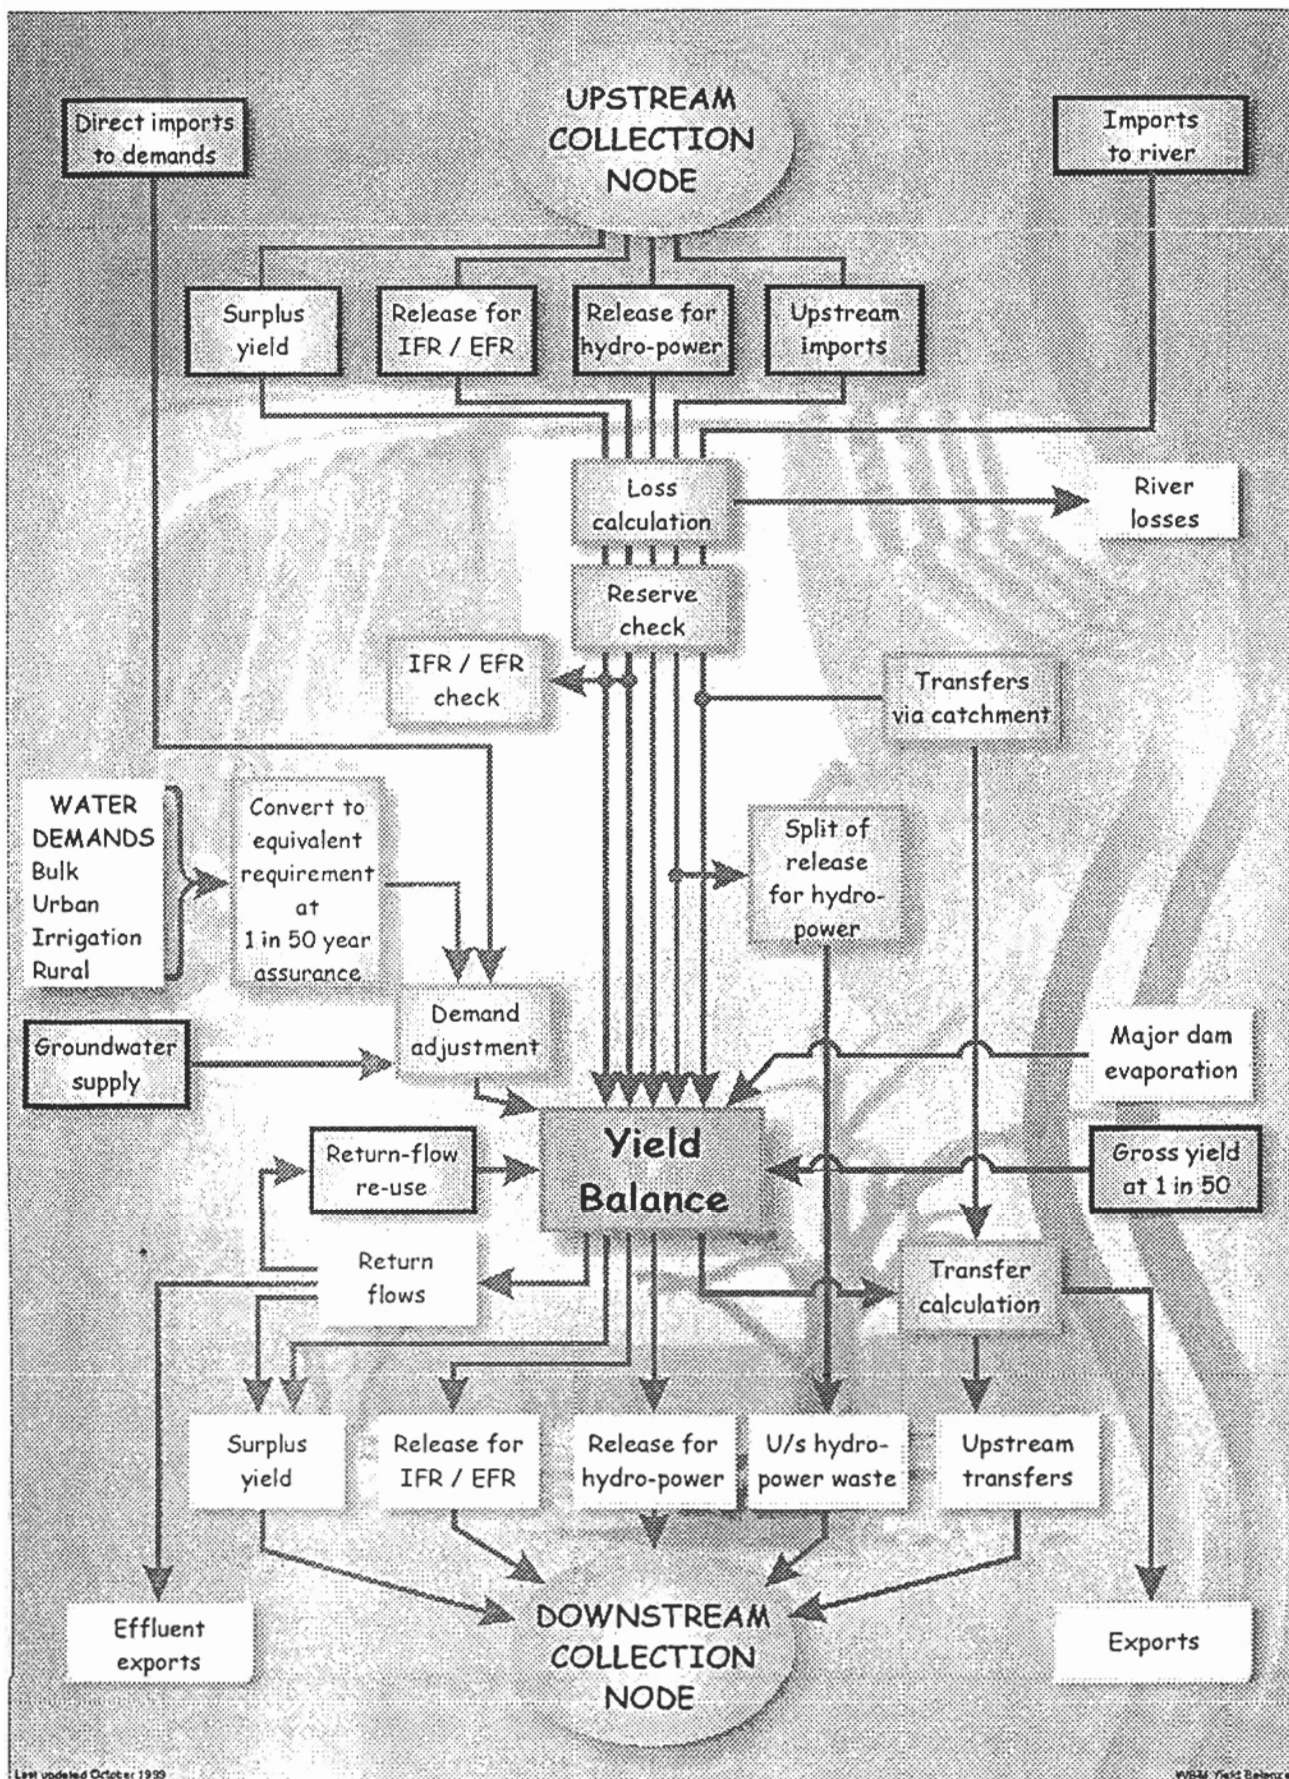 UPSTREAM
COLLECTION
NODE
Direct imports
to demands
Imports
to river
Surplus
yield
Release for
IFR / EFR
Release for
hydro-power
Upstream
imports
Loss
calculation
River
losses
Reserve
check
IFR / EFR
check
Transfers
via catchment
WATER
DEMANDS
Bulk
Urban
Irrigation
Rural
Convert to
equivalent
requirement
at
1 in 50 year
assurance
Split of
release
for hydro-
power
Demand
adjustment
Groundwater
supply
Major dam
evaporation
Yield
Balance
Return-flow
re-use
Gross yield
at 1 in 50
Return
flows
Transfer
calculation
Surplus
yield
Release for
IFR / EFR
Release for
hydro-power
U/s hydro-
power waste
Upstream
transfers
Effluent
exports
DOWNSTREAM
COLLECTION
NODE
Exports
Last updated October 1999
WSAM Yield Balance